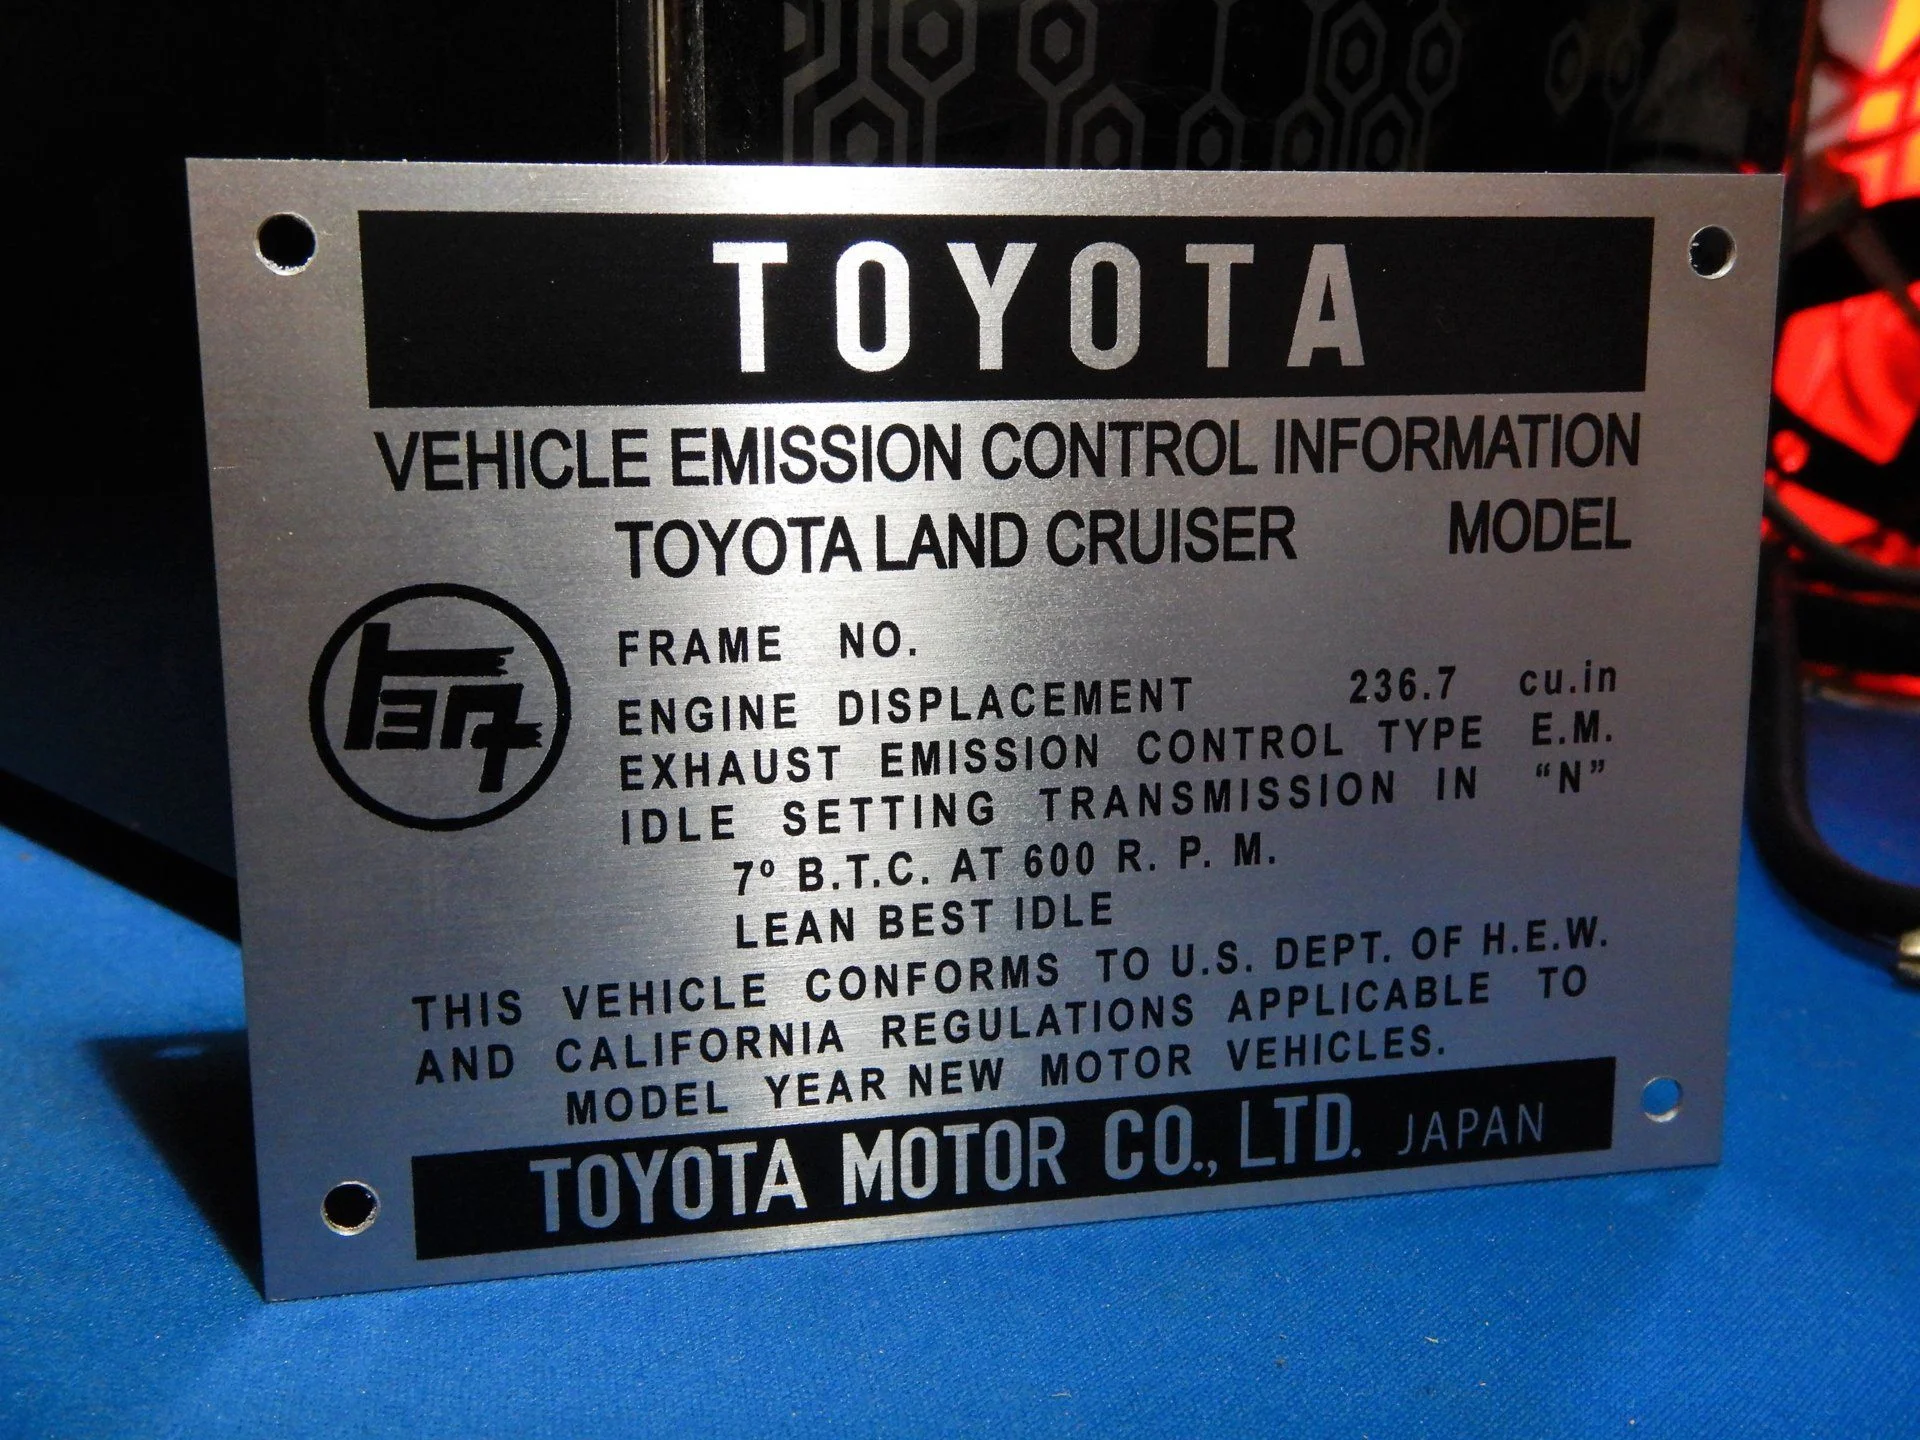 TOYOTA
VEHICLE EMISSION CONTROL INFORMATION
TOYOTA LAND CRUISER MODEL
FRAME NO.
ENGINE DISPLACEMENT 236.7 cu.in
EXHAUST EMISSION CONTROL TYPE E.M.
IDLE SETTING TRANSMISSION IN “N”
7º B.T.C. AT 600 R. P. M.
LEAN BEST IDLE
THIS VEHICLE CONFORMS TO U.S. DEPT. OF H.E.W.
AND CALIFORNIA REGULATIONS APPLICABLE TO
MODEL YEAR NEW MOTOR VEHICLES.
TOYOTA MOTOR CO., LTD. JAPAN